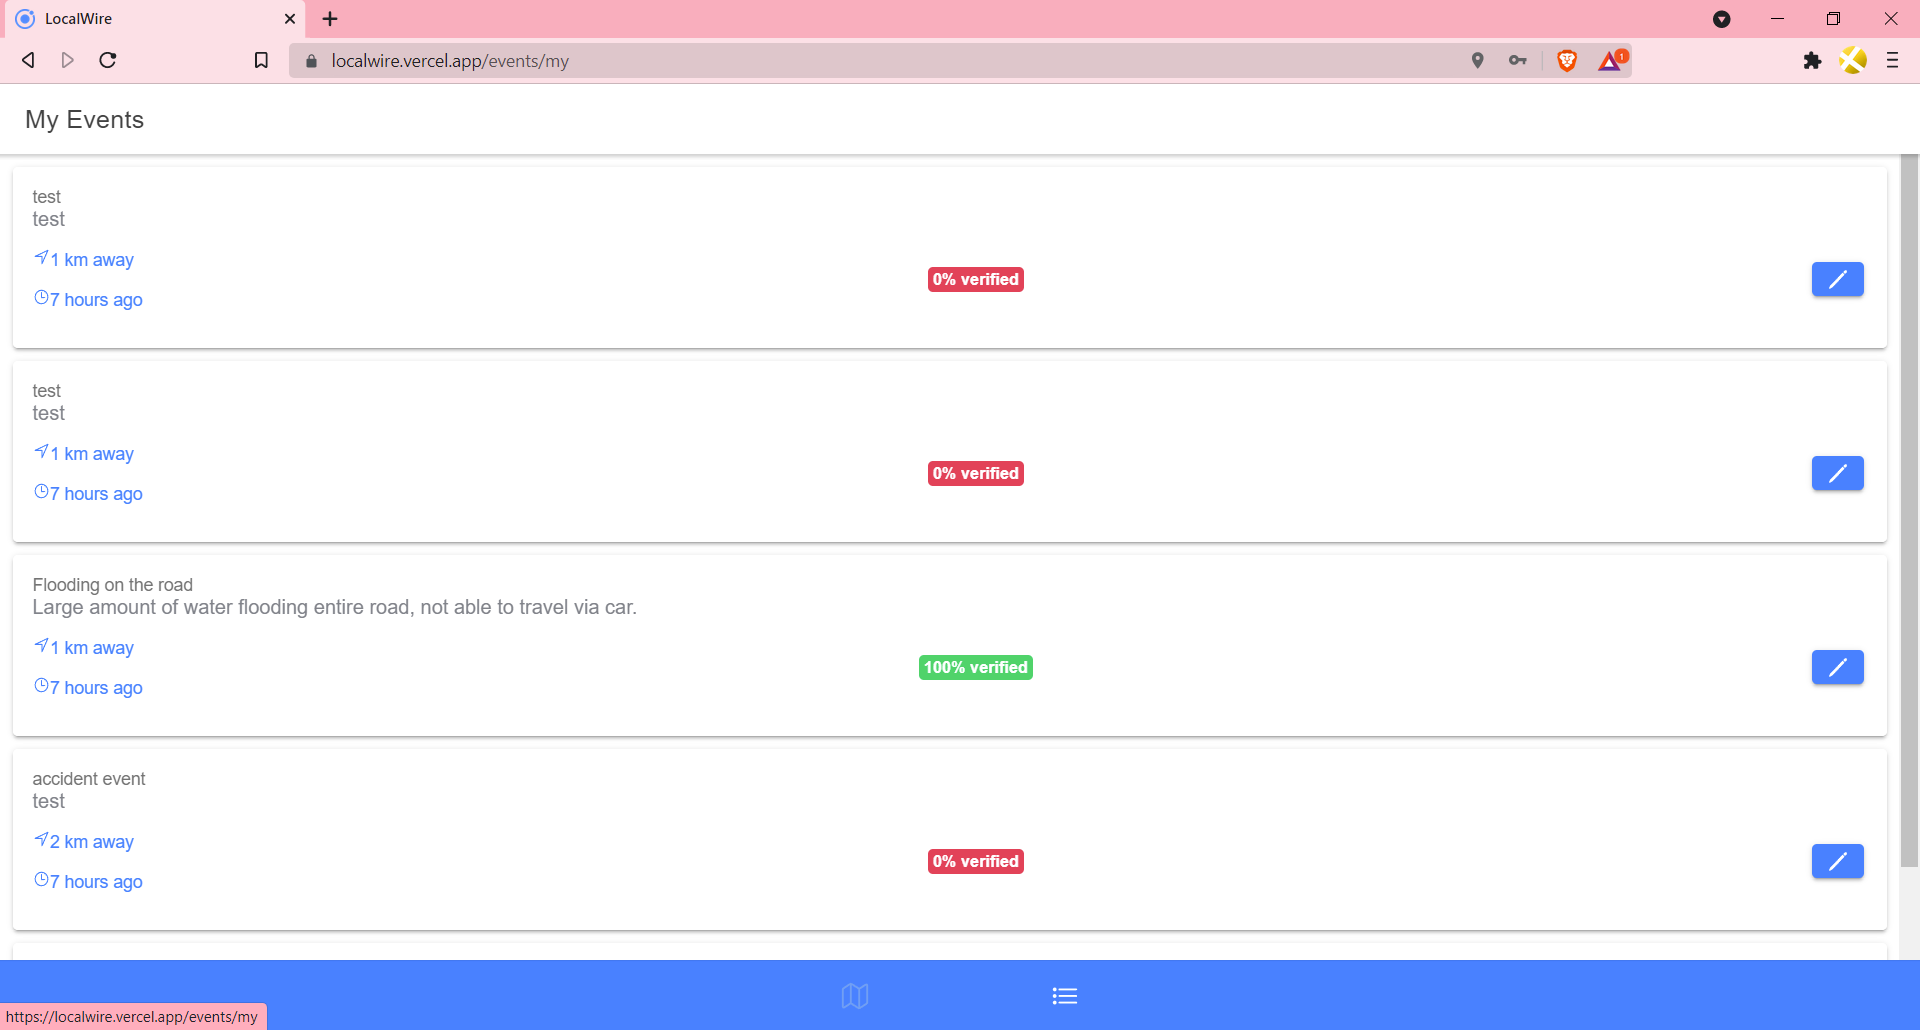 LocalWire
localwire.vercel.app/events/my
1
My Events
test
test
1 km away
0% verified
7 hours ago
test
test
1 km away
0% verified
7 hours ago
Flooding on the road
Large amount of water flooding entire road, not able to travel via car.
1 km away
100% verified
7 hours ago
accident event
test
2 km away
0% verified
7 hours ago
https://localwire.vercel.app/events/my